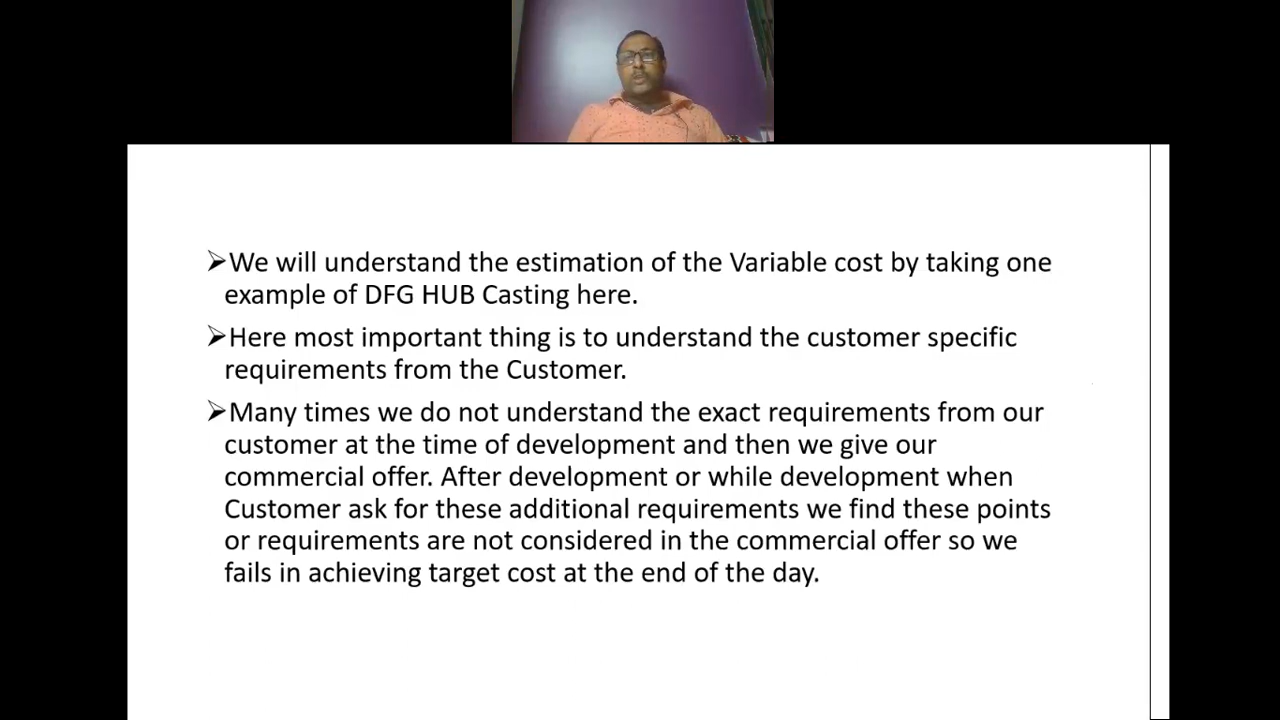 ➢We will understand the estimation of the Variable cost by taking one
example of DFG HUB Casting here.
➢Here most important thing is to understand the customer specific
requirements from the Customer.
➢Many times we do not understand the exact requirements from our
customer at the time of development and then we give our
commercial offer. After development or while development when
Customer ask for these additional requirements we find these points
or requirements are not considered in the commercial offer so we
fails in achieving target cost at the end of the day.